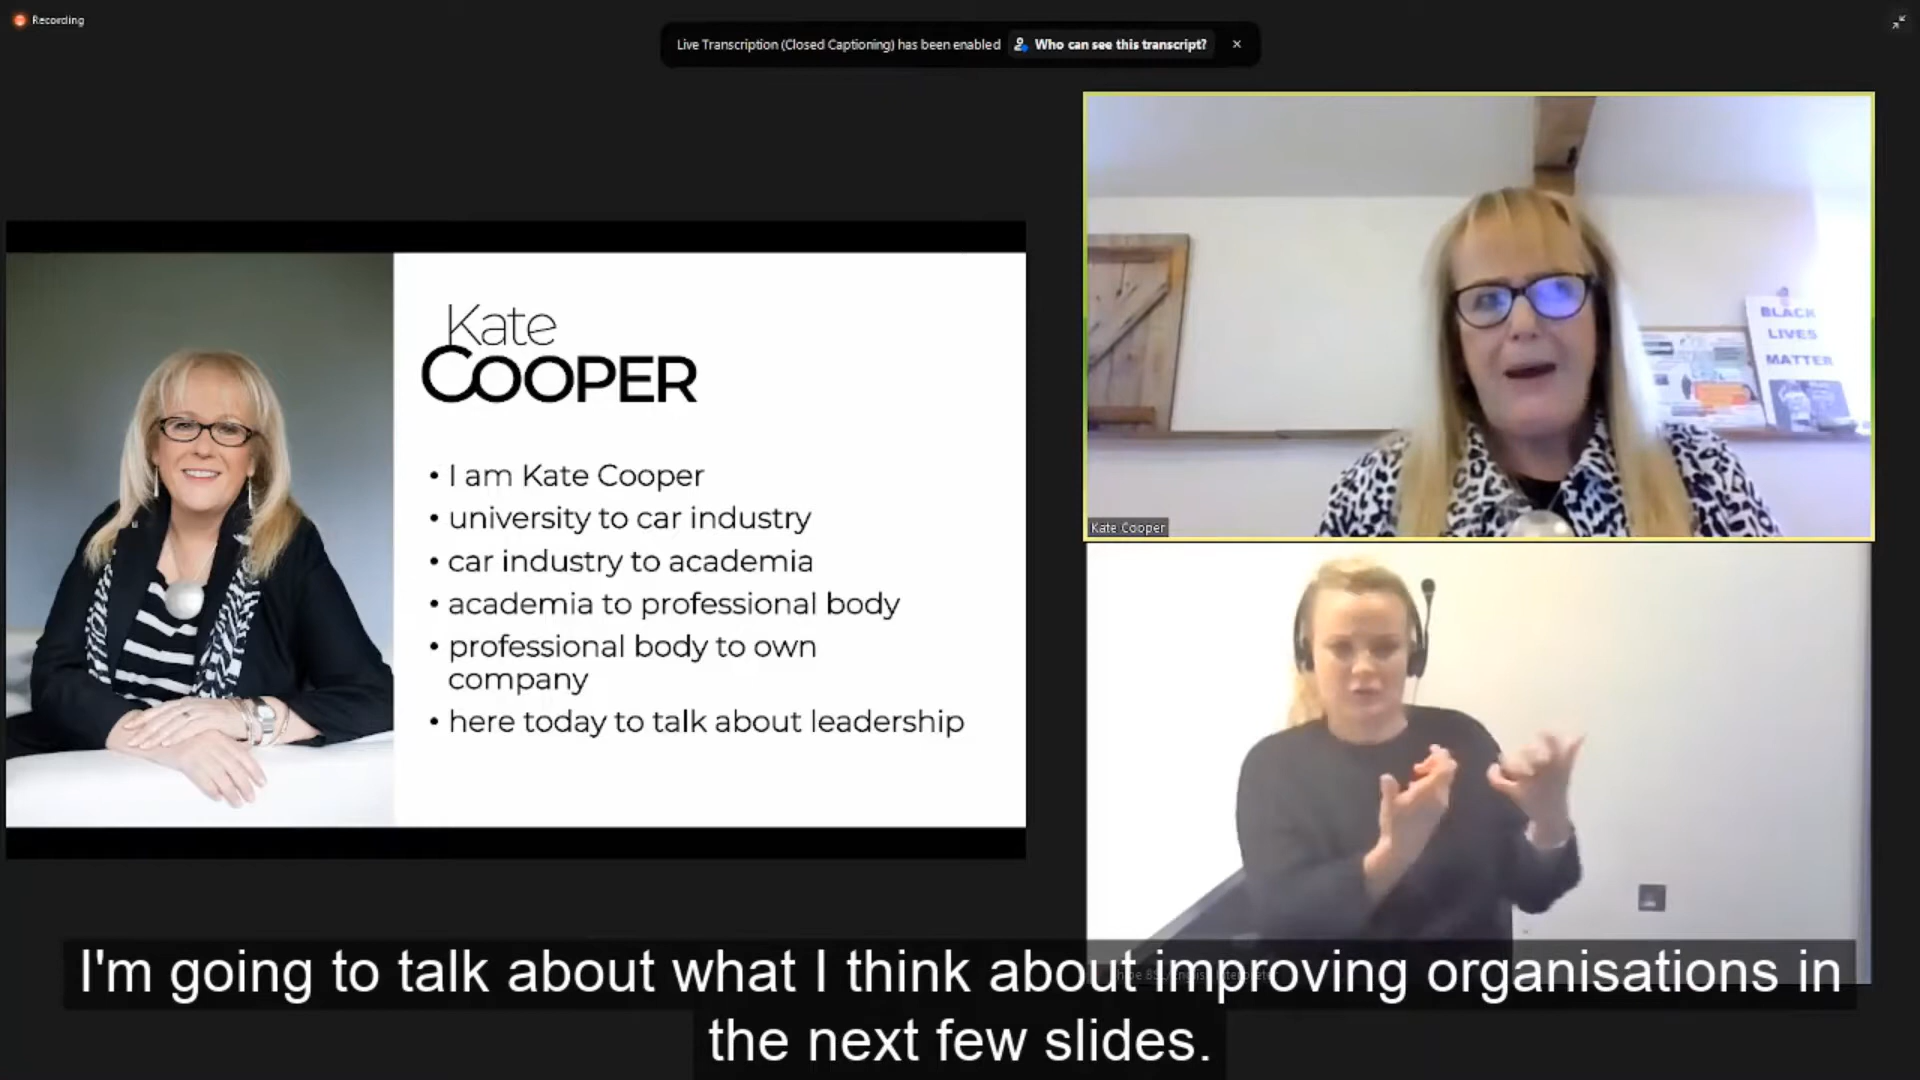 Recording
Live Transcription (Closed Captioning) has been enabled
Who can see this transcript?
Kate
COOPER
• I am Kate Cooper
• university to car industry
• car industry to academia
• academia to professional body
• professional body to own
company
• here today to talk about leadership
BLACK
LIVES
MATTER
Kate Cooper
I'm going to talk about what I think about improving organisations in
the next few slides.